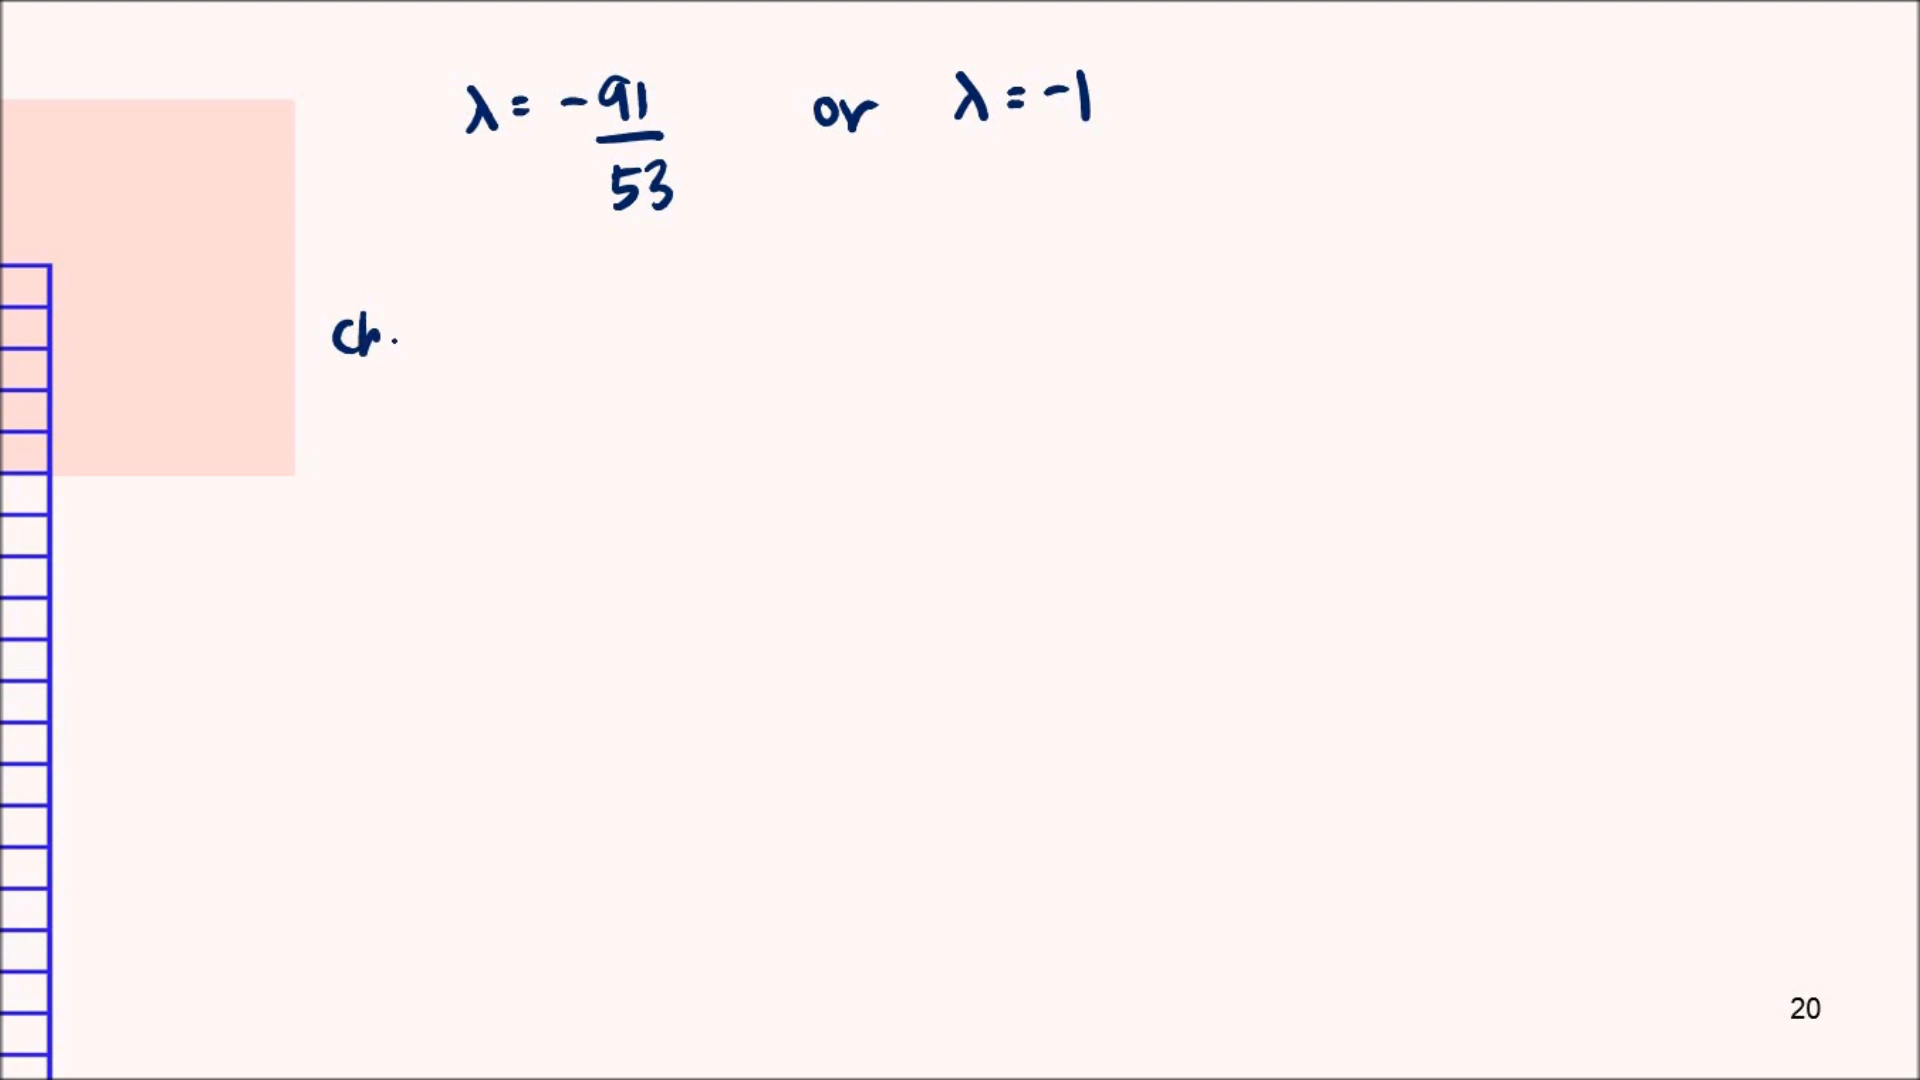 λ = -91/53 or λ = -1
Ch.
20